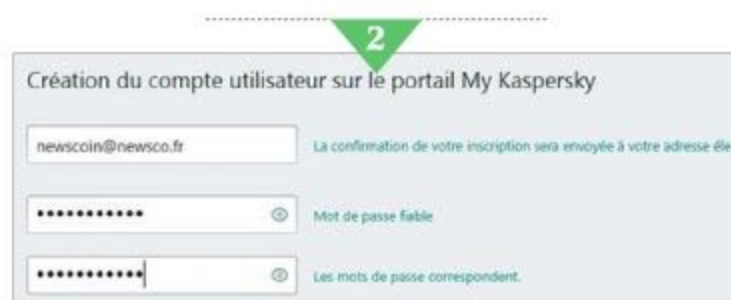 2
Création du compte utilisateur sur le portail My Kaspersky
newscoin@newsco.fr La confirmation de votre inscription sera envoyée à votre adresse éle
••••••••••• Mot de passe fiable
••••••••••• Les mots de passe correspondent.